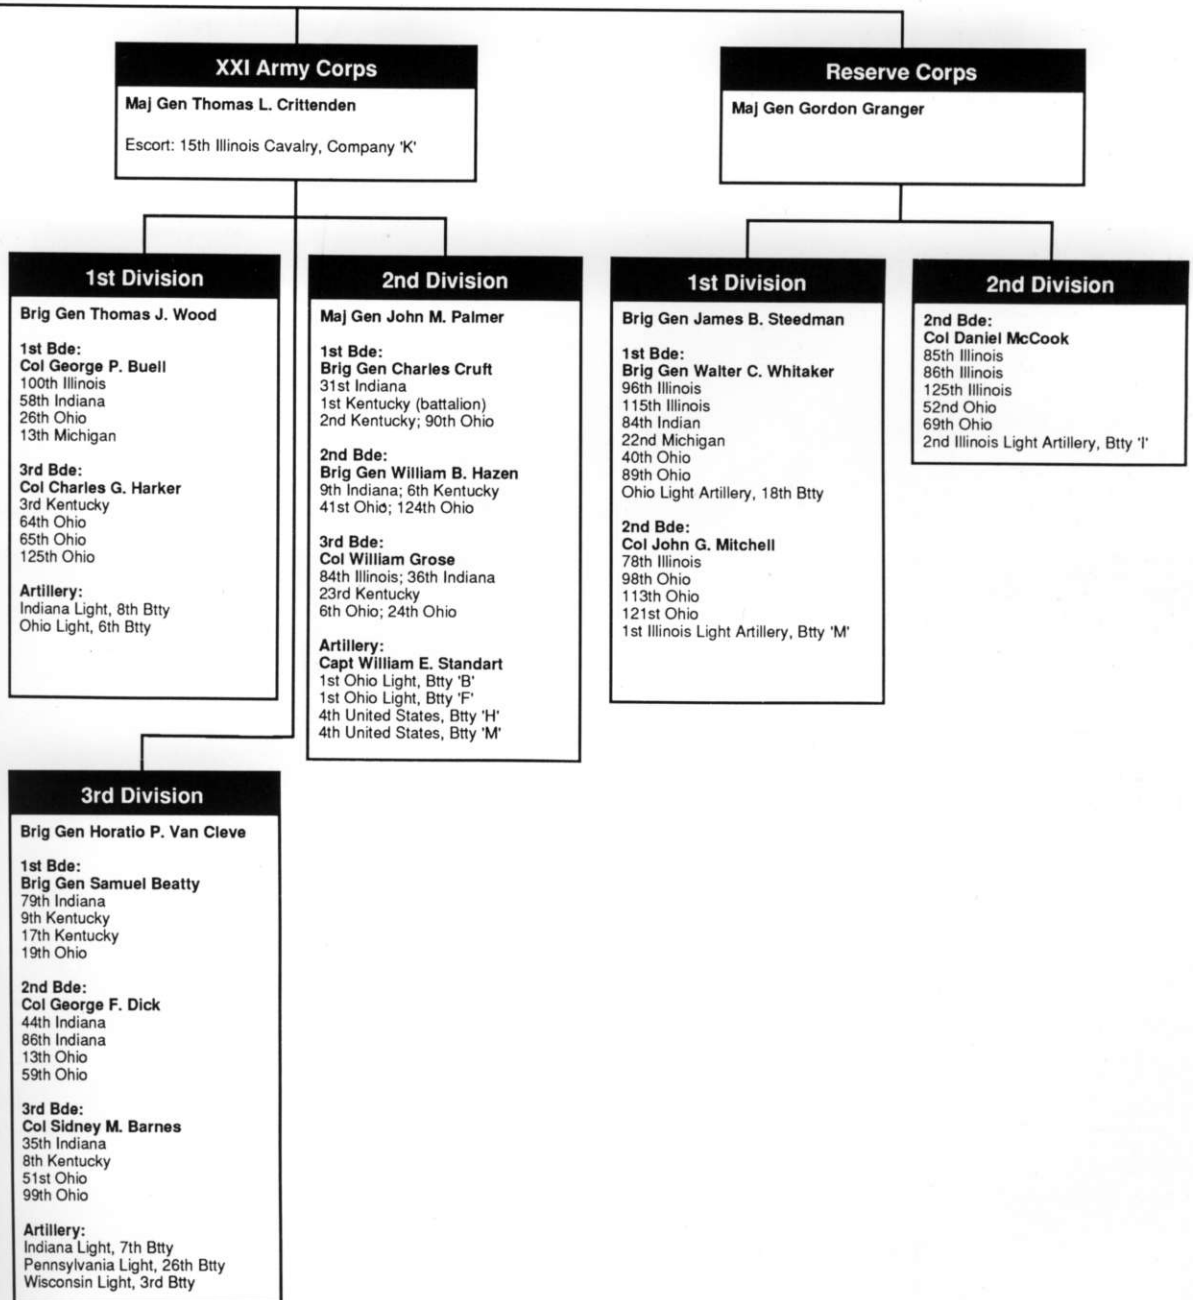 XXI Army Corps
Maj Gen Thomas L. Crittenden
Escort: 15th Illinois Cavalry, Company 'K'
Reserve Corps
Maj Gen Gordon Granger
1st Division
Brig Gen Thomas J. Wood
1st Bde:
Col George P. Buell
100th Illinois
58th Indiana
26th Ohio
13th Michigan
3rd Bde:
Col Charles G. Harker
3rd Kentucky
64th Ohio
65th Ohio
125th Ohio
Artillery:
Indiana Light, 8th Btty
Ohio Light, 6th Btty
2nd Division
Maj Gen John M. Palmer
1st Bde:
Brig Gen Charles Cruft
31st Indiana
1st Kentucky (battalion)
2nd Kentucky; 90th Ohio
2nd Bde:
Brig Gen William B. Hazen
9th Indiana; 6th Kentucky
41st Ohio; 124th Ohio
3rd Bde:
Col William Grose
84th Illinois; 36th Indiana
23rd Kentucky
6th Ohio; 24th Ohio
Artillery:
Capt William E. Standart
1st Ohio Light, Btty 'B'
1st Ohio Light, Btty 'F'
4th United States, Btty 'H'
4th United States, Btty 'M'
1st Division
Brig Gen James B. Steedman
1st Bde:
Brig Gen Walter C. Whitaker
96th Illinois
115th Illinois
84th Indian
22nd Michigan
40th Ohio
89th Ohio
Ohio Light Artillery, 18th Btty
2nd Bde:
Col John G. Mitchell
78th Illinois
98th Ohio
113th Ohio
121st Ohio
1st Illinois Light Artillery, Btty 'M'
2nd Division
2nd Bde:
Col Daniel McCook
85th Illinois
86th Illinois
125th Illinois
52nd Ohio
69th Ohio
2nd Illinois Light Artillery, Btty 'I'
3rd Division
Brig Gen Horatio P. Van Cleve
1st Bde:
Brig Gen Samuel Beatty
79th Indiana
9th Kentucky
17th Kentucky
19th Ohio
2nd Bde:
Col George F. Dick
44th Indiana
86th Indiana
13th Ohio
59th Ohio
3rd Bde:
Col Sidney M. Barnes
35th Indiana
8th Kentucky
51st Ohio
99th Ohio
Artillery:
Indiana Light, 7th Btty
Pennsylvania Light, 26th Btty
Wisconsin Light, 3rd Btty